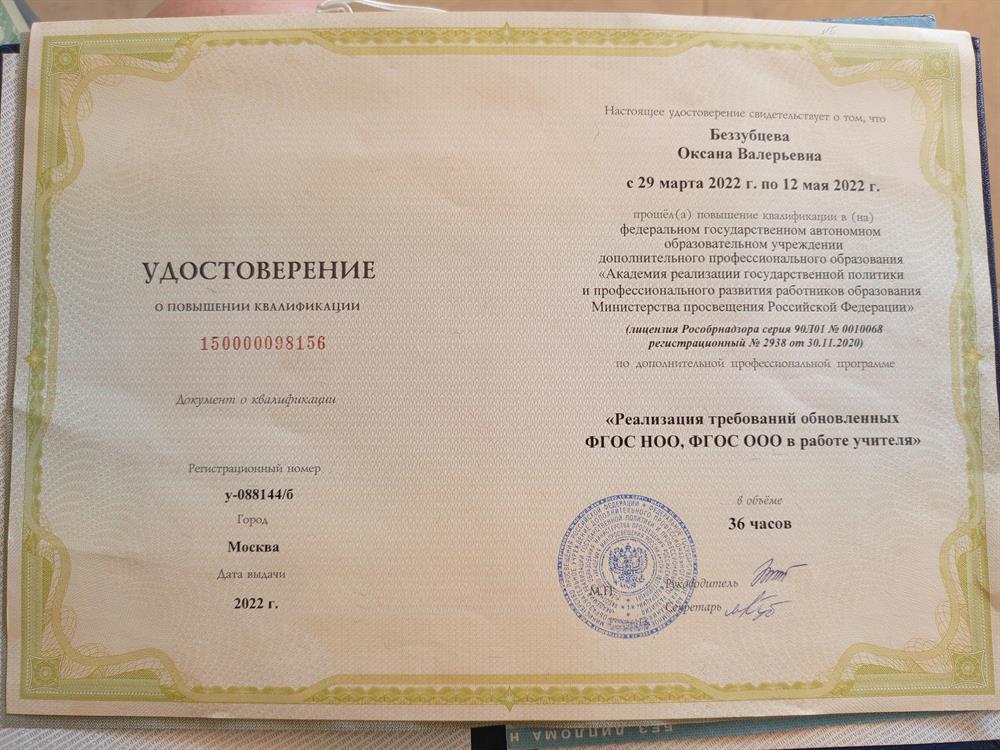 УДОСТОВЕРЕНИЕ
О ПОВЫШЕНИИ КВАЛИФИКАЦИИ
150000098156
Документ о квалификации
Регистрационный номер
у-088144/б
Город
Москва
Дата выдачи
2022 г.
Настоящее удостоверение свидетельствует о том, что
Беззубцева
Оксана Валерьевна
с 29 марта 2022 г. по 12 мая 2022 г.
прошёл(а) повышение квалификации в (на)
федеральном государственном автономном
образовательном учреждении
дополнительного профессионального образования
«Академия реализации государственной политики
и профессионального развития работников образования
Министерства просвещения Российской Федерации»
(лицензия Рособрнадзора серия 90Л01 № 0010068
регистрационный № 2938 от 30.11.2020)
по дополнительной профессиональной программе
«Реализация требований обновленных
ФГОС НОО, ФГОС ООО в работе учителя»
в объёме
36 часов
М.П.
Руководитель
Секретарь
БЕЗ ДИПЛОМА Н